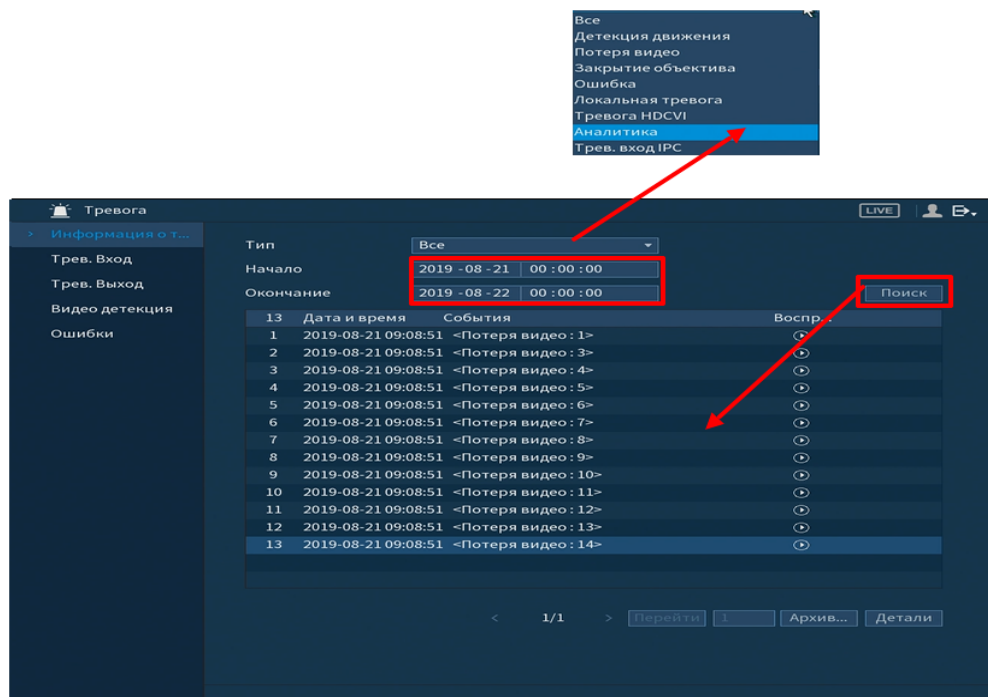 Все
Детекция движения
Потеря видео
Закрытие объектива
Ошибка
Локальная тревога
Тревога HDCVI
Аналитика
Трев. вход IPC
Тревога
LIVE
> Информация о т...
Трев. Вход
Трев. Выход
Видео детекция
Ошибки
Тип Все
Начало 2019 -08 -21 00 : 00 : 00
Окончание 2019 -08 -22 00 : 00 : 00 Поиск
13 Дата и время События Воспр...
1 2019-08-21 09:08:51 <Потеря видео : 1>
2 2019-08-21 09:08:51 <Потеря видео : 3>
3 2019-08-21 09:08:51 <Потеря видео : 4>
4 2019-08-21 09:08:51 <Потеря видео : 5>
5 2019-08-21 09:08:51 <Потеря видео : 6>
6 2019-08-21 09:08:51 <Потеря видео : 7>
7 2019-08-21 09:08:51 <Потеря видео : 8>
8 2019-08-21 09:08:51 <Потеря видео : 9>
9 2019-08-21 09:08:51 <Потеря видео : 10>
10 2019-08-21 09:08:51 <Потеря видео : 11>
11 2019-08-21 09:08:51 <Потеря видео : 12>
12 2019-08-21 09:08:51 <Потеря видео : 13>
13 2019-08-21 09:08:51 <Потеря видео : 14>
< 1/1 > Перейти 1 Архив... Детали